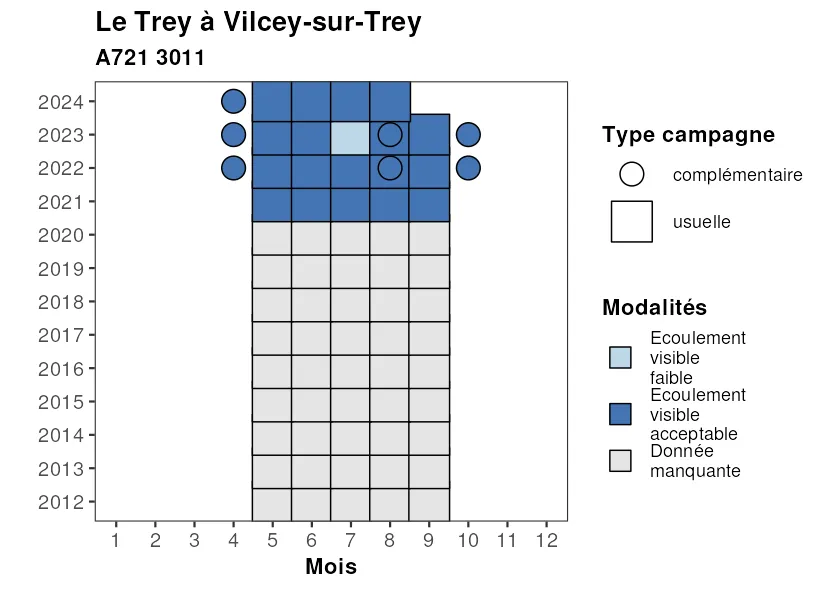 Le Trey à Vilcey-sur-Trey
A721 3011
2024
2023
2022
2021
2020
2019
2018
2017
2016
2015
2014
2013
2012
1 2 3 4 5 6 7 8 9 10 11 12
Mois
Type campagne
complémentaire
usuelle
Modalités
Ecoulement
visible
faible
Ecoulement
visible
acceptable
Donnée
manquante